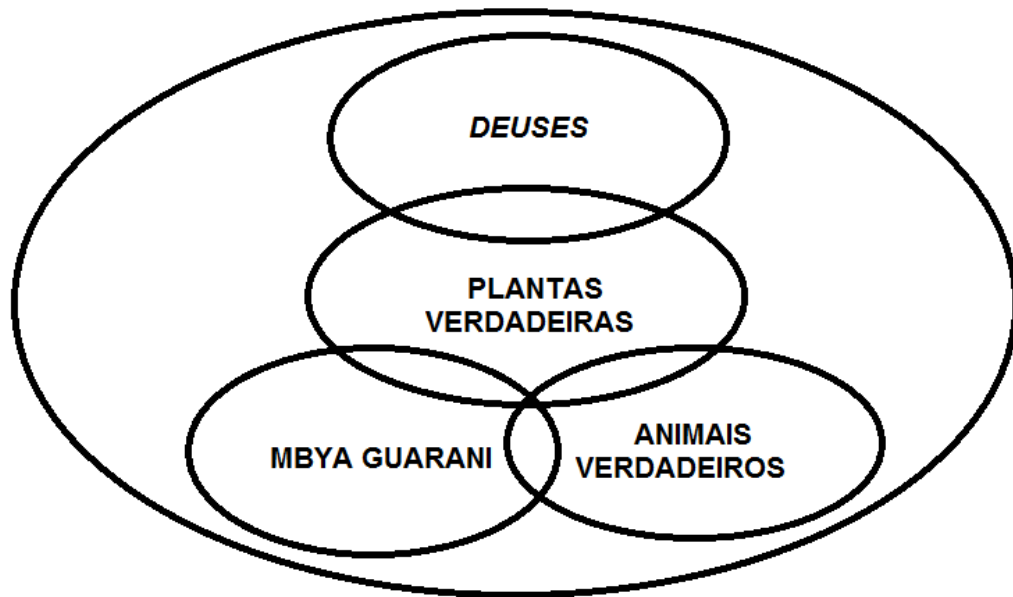 DEUSES
PLANTAS
VERDADEIRAS
MBYA GUARANI
ANIMAIS
VERDADEIROS